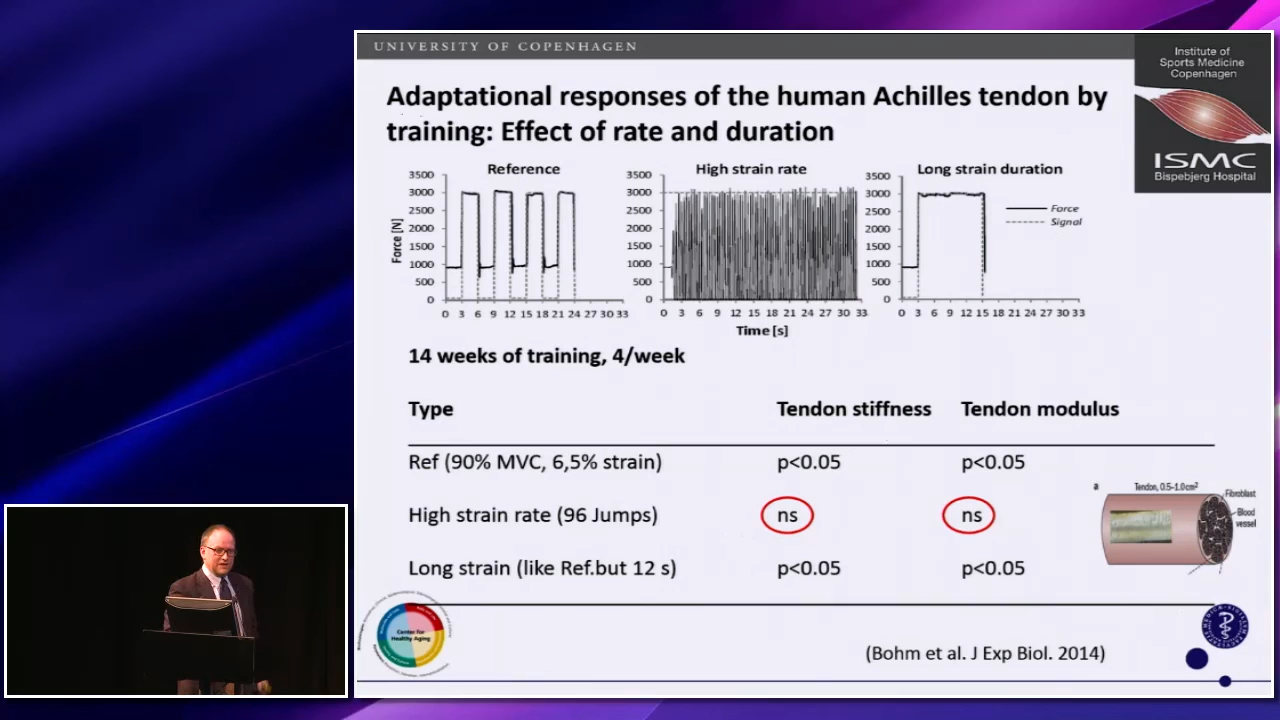 UNIVERSITY OF COPENHAGEN
Institute of
Sports Medicine
Copenhagen
ISMC
Bispebjerg Hospital
Adaptational responses of the human Achilles tendon by
training: Effect of rate and duration
Reference
High strain rate
Long strain duration
Force [N]
3500
3000
2500
2000
1500
1000
500
0
0 3 6 9 12 15 18 21 24 27 30 33
3500
3000
2500
2000
1500
1000
500
0
0 3 6 9 12 15 18 21 24 27 30 33
3500
3000
2500
2000
1500
1000
500
0
0 3 6 9 12 15 18 21 24 27 30 33
Force
Signal
Time [s]
14 weeks of training, 4/week
Type Tendon stiffness Tendon modulus
Ref (90% MVC, 6,5% strain) p<0.05 p<0.05
High strain rate (96 Jumps) ns ns
Long strain (like Ref.but 12 s) p<0.05 p<0.05
a Tendon, 0.5–1.0cm²
Fibroblast
Blood
vessel
Center for
Healthy Aging
(Bohm et al. J Exp Biol. 2014)